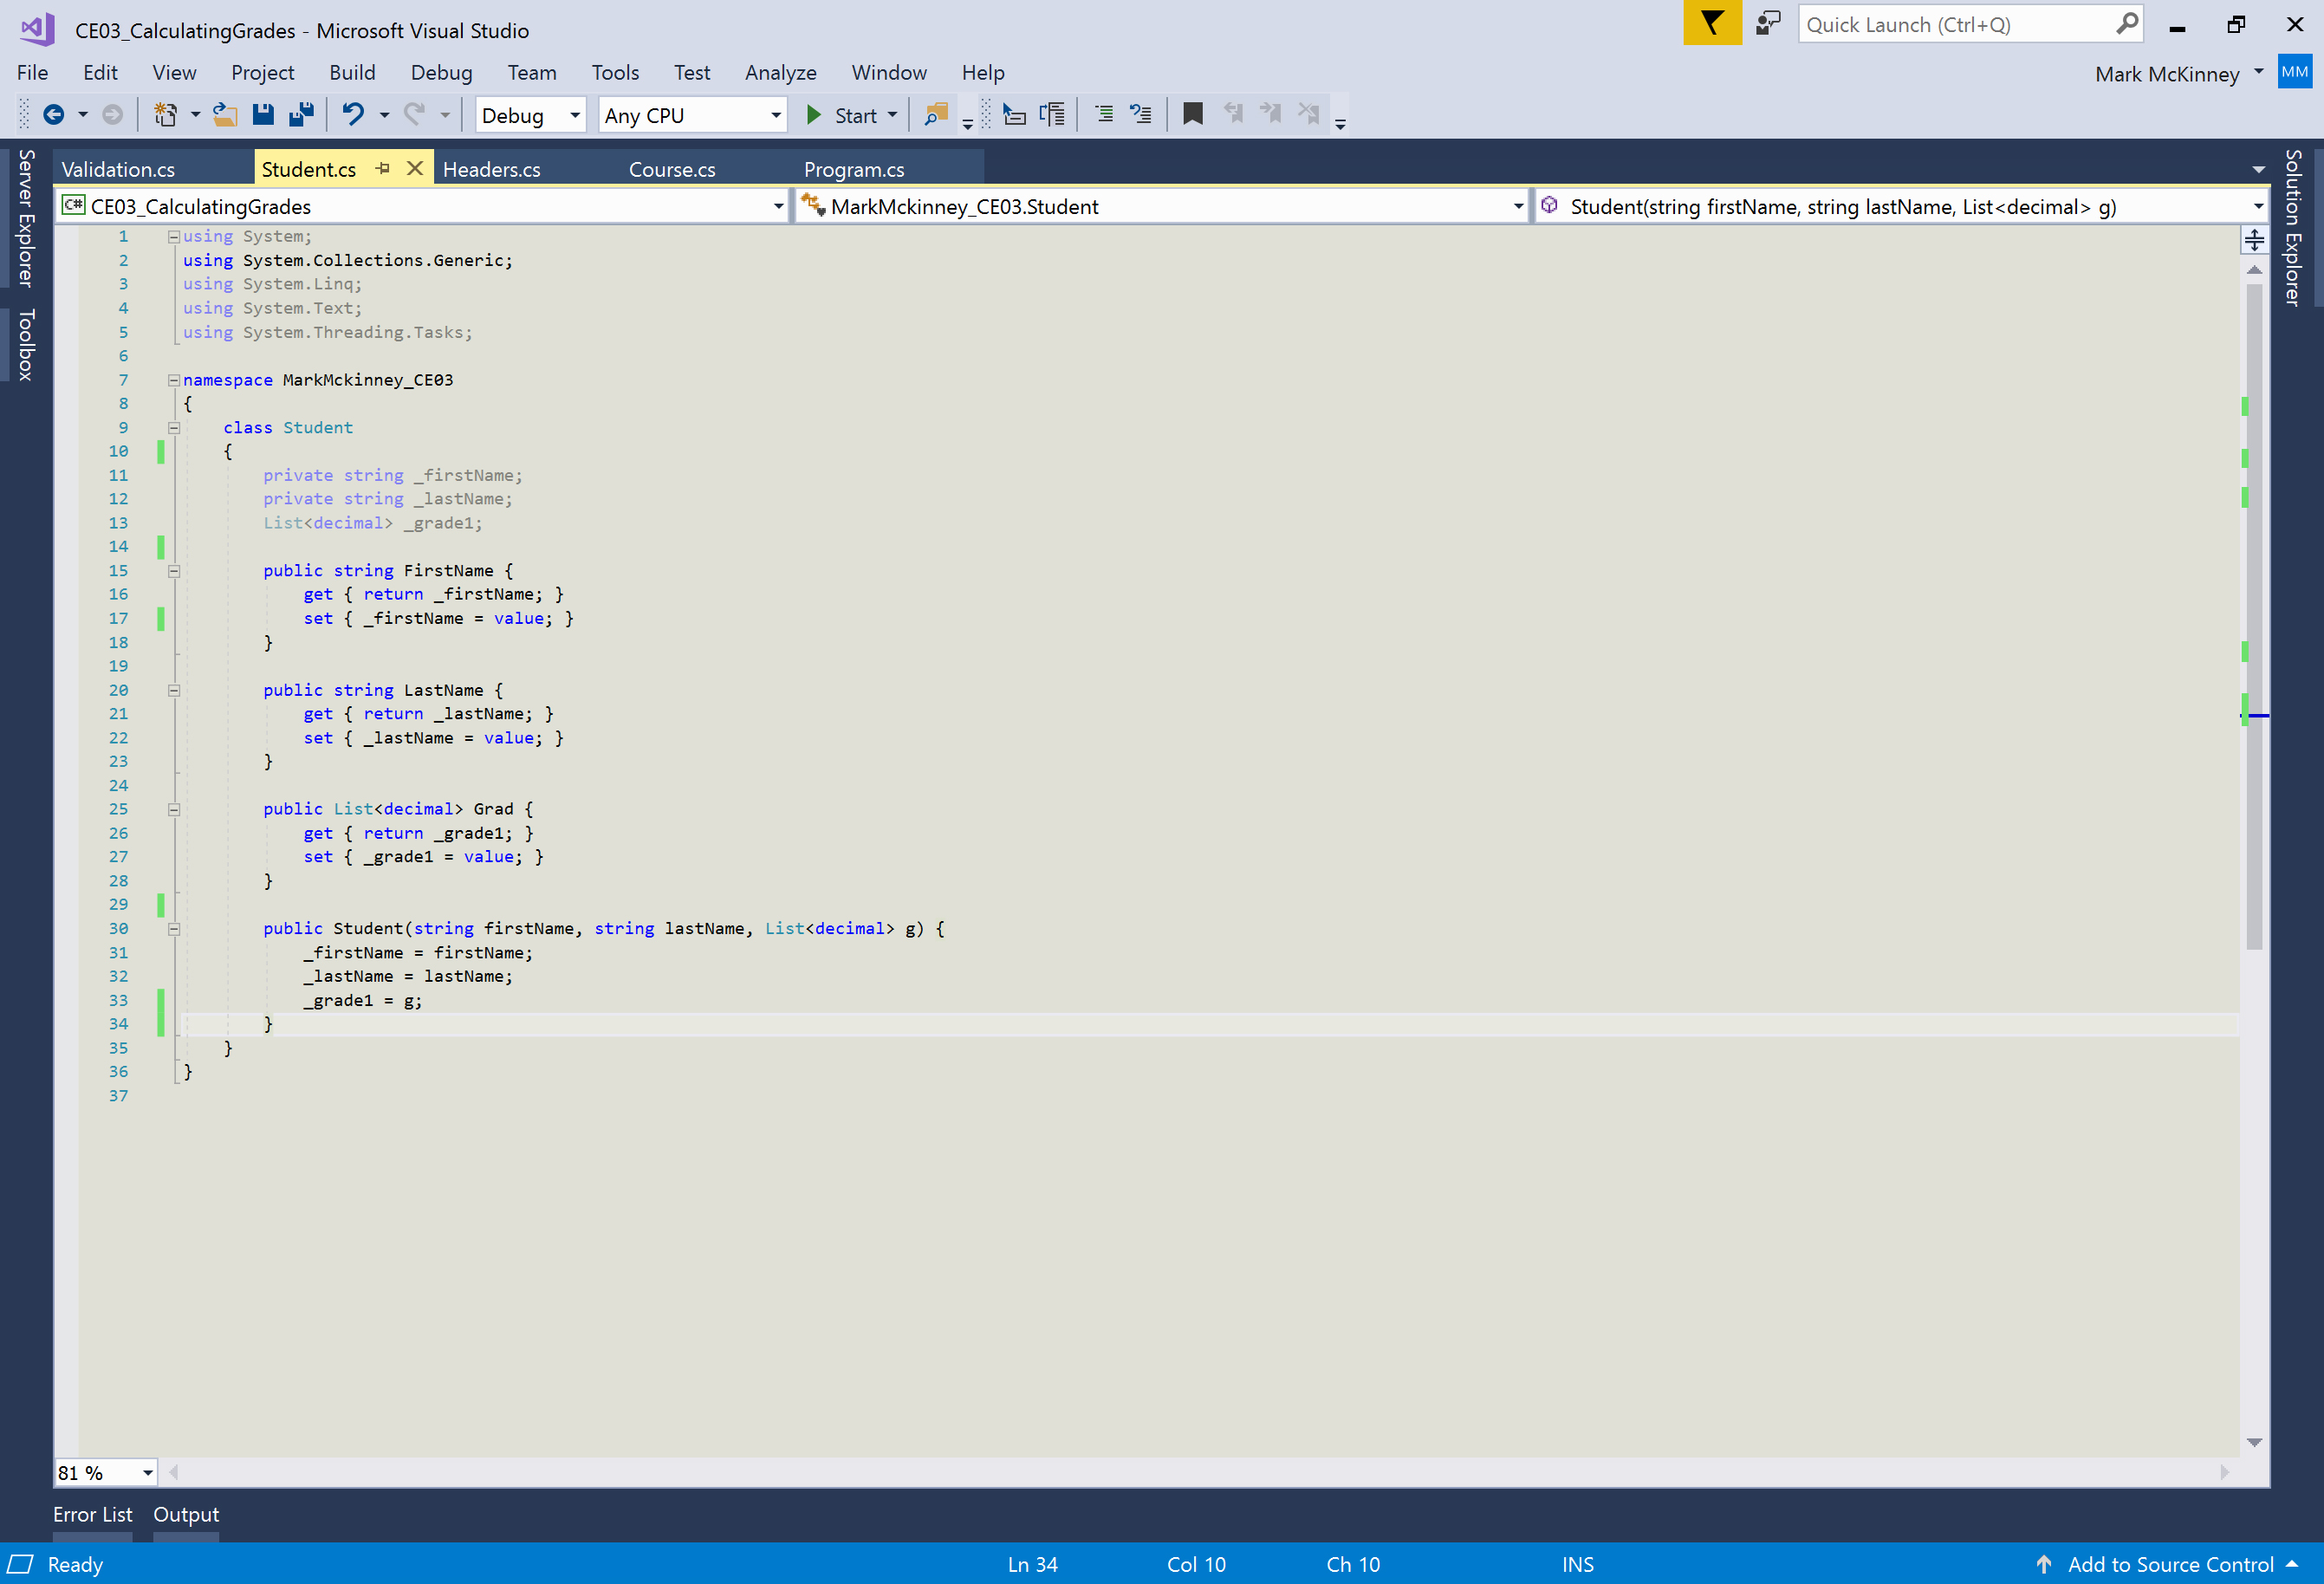 CE03_CalculatingGrades - Microsoft Visual Studio
Quick Launch (Ctrl+Q)
File Edit View Project Build Debug Team Tools Test Analyze Window Help
Mark McKinney MM
Debug Any CPU Start
Server Explorer
Toolbox
Solution Explorer
Validation.cs Student.cs Headers.cs Course.cs Program.cs
C# CE03_CalculatingGrades MarkMckinney_CE03.Student Student(string firstName, string lastName, List<decimal> g)
1 using System;
2 using System.Collections.Generic;
3 using System.Linq;
4 using System.Text;
5 using System.Threading.Tasks;
6
7 namespace MarkMckinney_CE03
8 {
9 class Student
10 {
11 private string _firstName;
12 private string _lastName;
13 List<decimal> _grade1;
14
15 public string FirstName {
16 get { return _firstName; }
17 set { _firstName = value; }
18 }
19
20 public string LastName {
21 get { return _lastName; }
22 set { _lastName = value; }
23 }
24
25 public List<decimal> Grad {
26 get { return _grade1; }
27 set { _grade1 = value; }
28 }
29
30 public Student(string firstName, string lastName, List<decimal> g) {
31 _firstName = firstName;
32 _lastName = lastName;
33 _grade1 = g;
34 }
35 }
36 }
37
81 %
Error List Output
Ready Ln 34 Col 10 Ch 10 INS Add to Source Control